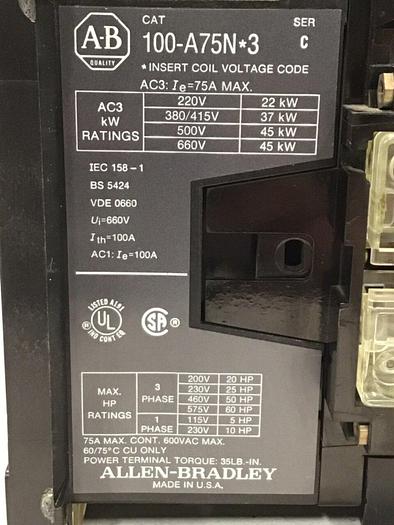 CAT SER
A-B 100-A75N*3 C
QUALITY
*INSERT COIL VOLTAGE CODE
AC3: Ie=75A MAX.
AC3 kW RATINGS
220V 22 kW
380/415V 37 kW
500V 45 kW
660V 45 kW
IEC 158-1
BS 5424
VDE 0660
Ui=660V
Ith=100A
AC1: Ie=100A
LISTED
UL ®
IND CONT EQ
SA ®
MAX. HP RATINGS
3 PHASE
200V 20 HP
230V 25 HP
460V 50 HP
575V 60 HP
1 PHASE
115V 5 HP
230V 10 HP
75A MAX. CONT. 600VAC MAX.
60/75°C CU ONLY
POWER TERMINAL TORQUE: 35LB.-IN.
ALLEN-BRADLEY
MADE IN U.S.A.